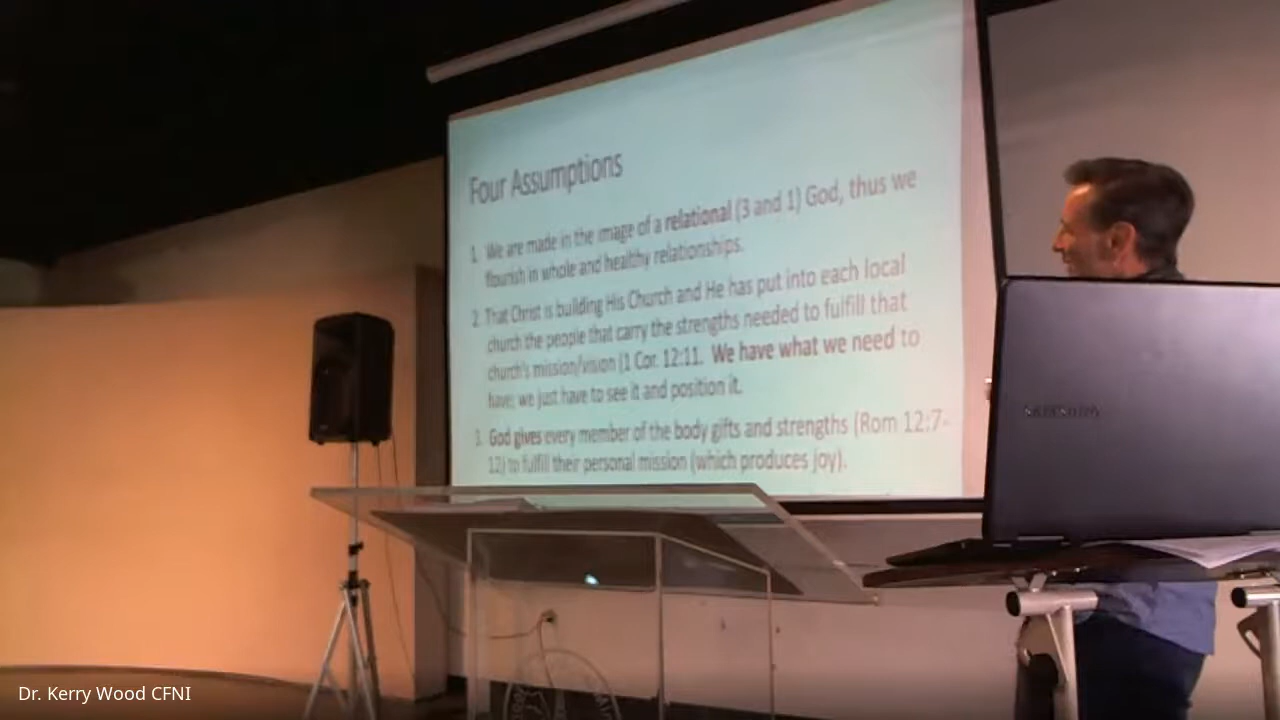 Four Assumptions
1. We are made in the image of a relational (3 and 1) God, thus we
flourish in whole and healthy relationships.
2. That Christ is building His Church and He has put into each local
church the people that carry the strengths needed to fulfill that
church's mission/vision (1 Cor. 12:11. We have what we need to
have; we just have to see it and position it.
3. God gives every member of the body gifts and strengths (Rom 12:7-
12) to fulfill their personal mission (which produces joy).
SAMSUNG
Dr. Kerry Wood CFNI